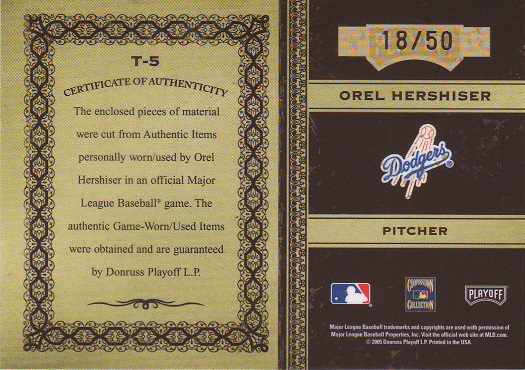 T-5
CERTIFICATE OF AUTHENTICITY
The enclosed pieces of material
were cut from Authentic Items
personally worn/used by Orel
Hershiser in an official Major
League Baseball® game. The
authentic Game-Worn/Used Items
were obtained and are guaranteed
by Donruss Playoff L.P.
18/50
OREL HERSHISER
Dodgers
PITCHER
COOPERSTOWN
COLLECTION
PLAYOFF
Major League Baseball trademarks and copyrights are used with permission of
Major League Baseball Properties, Inc. Visit the official web site at MLB.com.
© 2005 Donruss Playoff L.P. Printed in the USA.